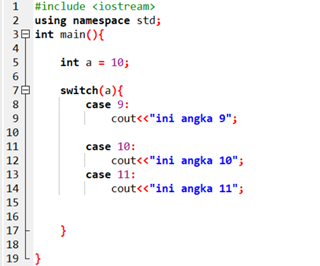 1 #include <iostream>
2 using namespace std;
3 int main(){
4
5 int a = 10;
6
7 switch(a){
8 case 9:
9 cout<<"ini angka 9";
10
11 case 10:
12 cout<<"ini angka 10";
13 case 11:
14 cout<<"ini angka 11";
15
16
17 }
18
19 }